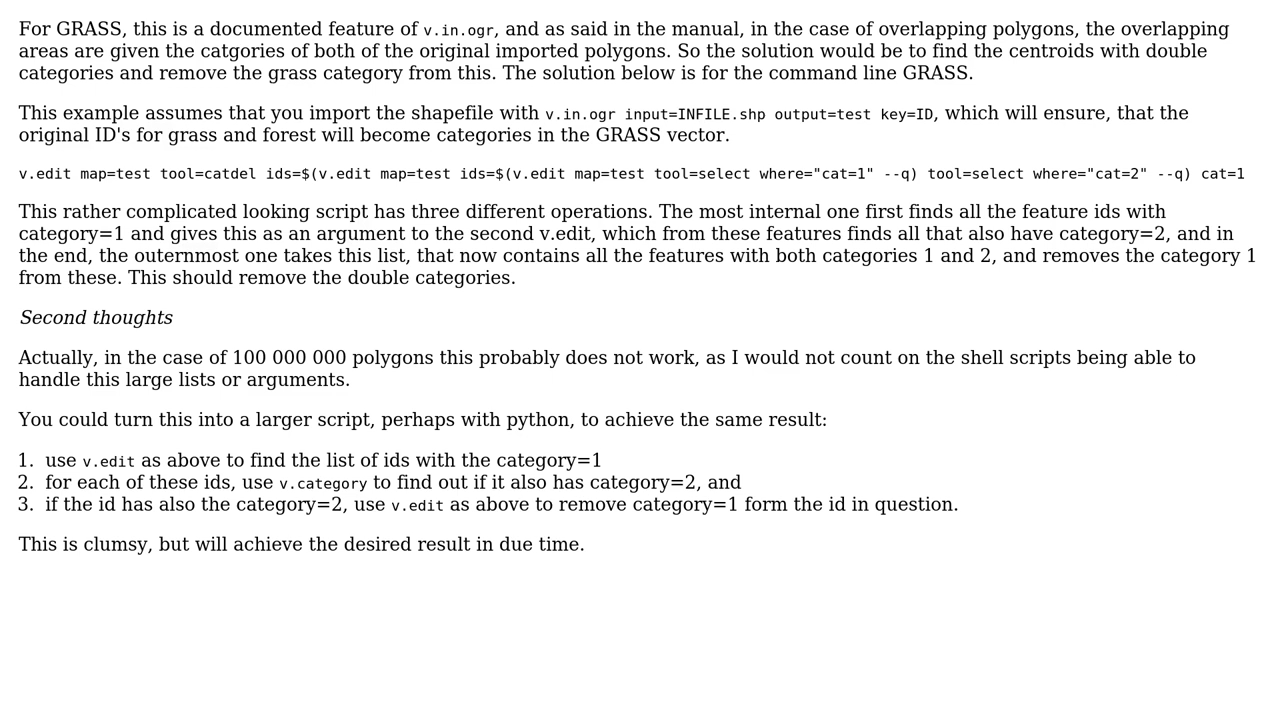 For GRASS, this is a documented feature of v.in.ogr, and as said in the manual, in the case of overlapping polygons, the overlapping
areas are given the catgories of both of the original imported polygons. So the solution would be to find the centroids with double
categories and remove the grass category from this. The solution below is for the command line GRASS.
This example assumes that you import the shapefile with v.in.ogr input=INFILE.shp output=test key=ID, which will ensure, that the
original ID's for grass and forest will become categories in the GRASS vector.
v.edit map=test tool=catdel ids=$(v.edit map=test ids=$(v.edit map=test tool=select where="cat=1" --q) tool=select where="cat=2" --q) cat=1
This rather complicated looking script has three different operations. The most internal one first finds all the feature ids with
category=1 and gives this as an argument to the second v.edit, which from these features finds all that also have category=2, and in
the end, the outernmost one takes this list, that now contains all the features with both categories 1 and 2, and removes the category 1
from these. This should remove the double categories.
Second thoughts
Actually, in the case of 100 000 000 polygons this probably does not work, as I would not count on the shell scripts being able to
handle this large lists or arguments.
You could turn this into a larger script, perhaps with python, to achieve the same result:
1. use v.edit as above to find the list of ids with the category=1
2. for each of these ids, use v.category to find out if it also has category=2, and
3. if the id has also the category=2, use v.edit as above to remove category=1 form the id in question.
This is clumsy, but will achieve the desired result in due time.